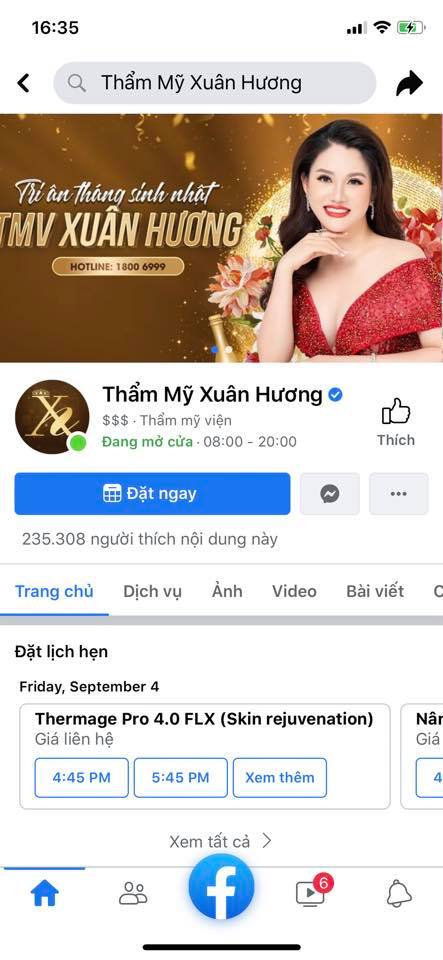 16:35
Thẩm Mỹ Xuân Hương
Tri ân tháng sinh nhật
TMV XUÂN HƯƠNG
HOTLINE: 1800 6999
Thẩm Mỹ Xuân Hương
$$$ · Thẩm mỹ viện
Đang mở cửa · 08:00 - 20:00
Thích
Đặt ngay
235.308 người thích nội dung này
Trang chủ Dịch vụ Ảnh Video Bài viết C
Đặt lịch hẹn
Friday, September 4
Thermage Pro 4.0 FLX (Skin rejuvenation)
Giá liên hệ
4:45 PM 5:45 PM Xem thêm
Nân
Giá
4
Xem tất cả
6